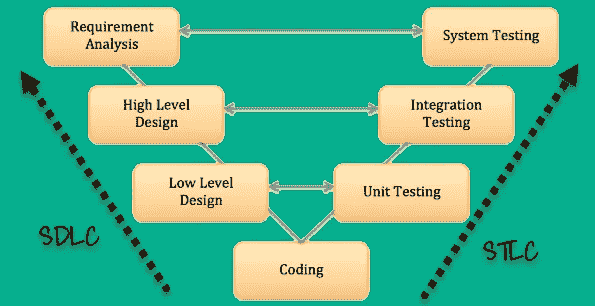 Requirement
Analysis
System Testing
High Level
Design
Integration
Testing
Low Level
Design
Unit Testing
SDLC
STLC
Coding